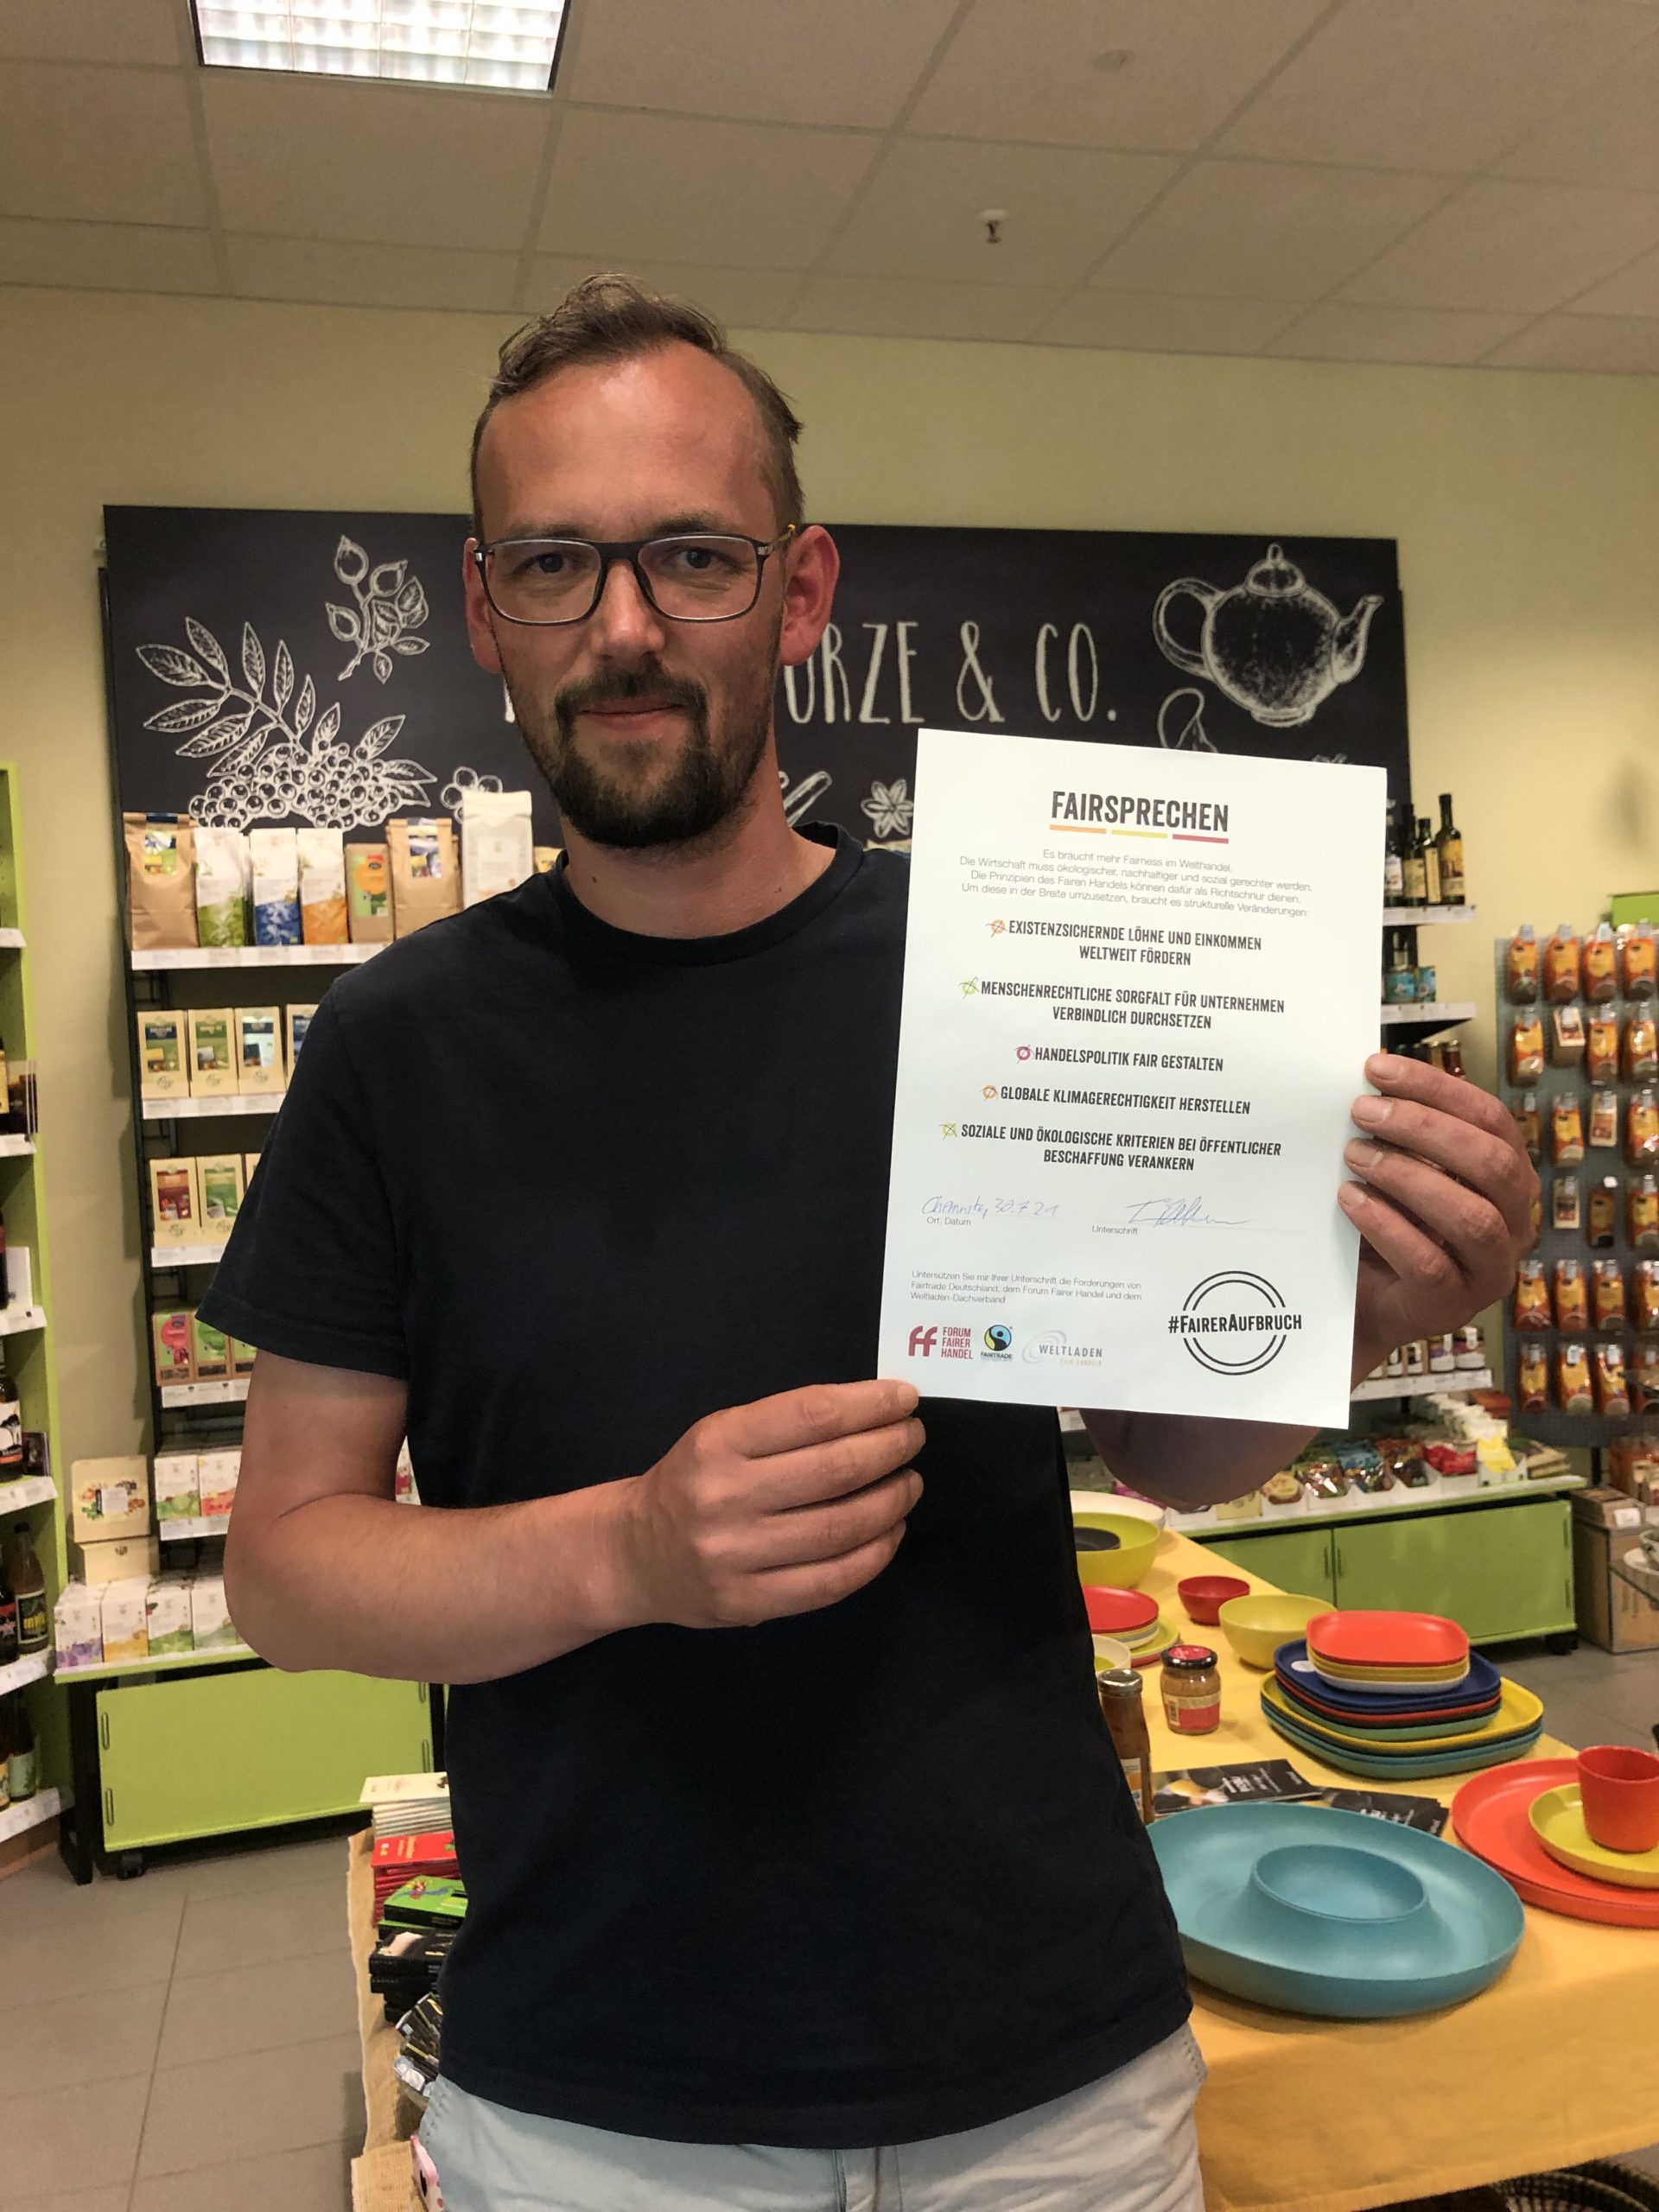 ÜRZE & CO.
FAIRSPRECHEN
Es braucht mehr Fairness im Welthandel.
Die Wirtschaft muss ökologischer, nachhaltiger und sozial gerechter werden.
Die Prinzipien des Fairen Handels können dafür als Richtschnur dienen.
Um diese in der Breite umzusetzen, braucht es strukturelle Veränderungen:
EXISTENZSICHERNDE LÖHNE UND EINKOMMEN
WELTWEIT FÖRDERN
MENSCHENRECHTLICHE SORGFALT FÜR UNTERNEHMEN
VERBINDLICH DURCHSETZEN
HANDELSPOLITIK FAIR GESTALTEN
GLOBALE KLIMAGERECHTIGKEIT HERSTELLEN
SOZIALE UND ÖKOLOGISCHE KRITERIEN BEI ÖFFENTLICHER
BESCHAFFUNG VERANKERN
Chemnitz, 30.7.21
Ort, Datum
Unterschrift
Unterstützen Sie mir Ihrer Unterschrift die Forderungen von
Fairtrade Deutschland, dem Forum Fairer Handel und dem
Weltladen-Dachverband
FORUM
FAIRER
HANDEL
FAIRTRADE
WELTLADEN
FAIR HANDELN
#FAIRERAUFBRUCH